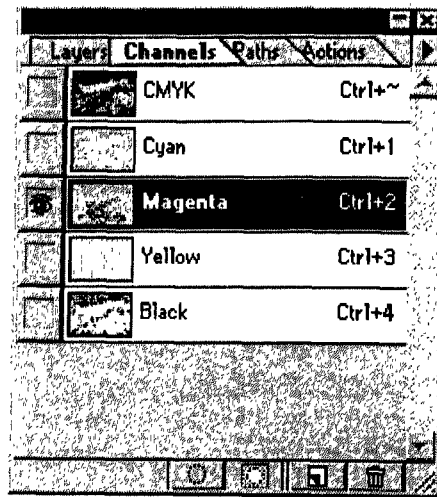 Layers Channels Paths Actions
CMYK Ctrl+~
Cyan Ctrl+1
Magenta Ctrl+2
Yellow Ctrl+3
Black Ctrl+4